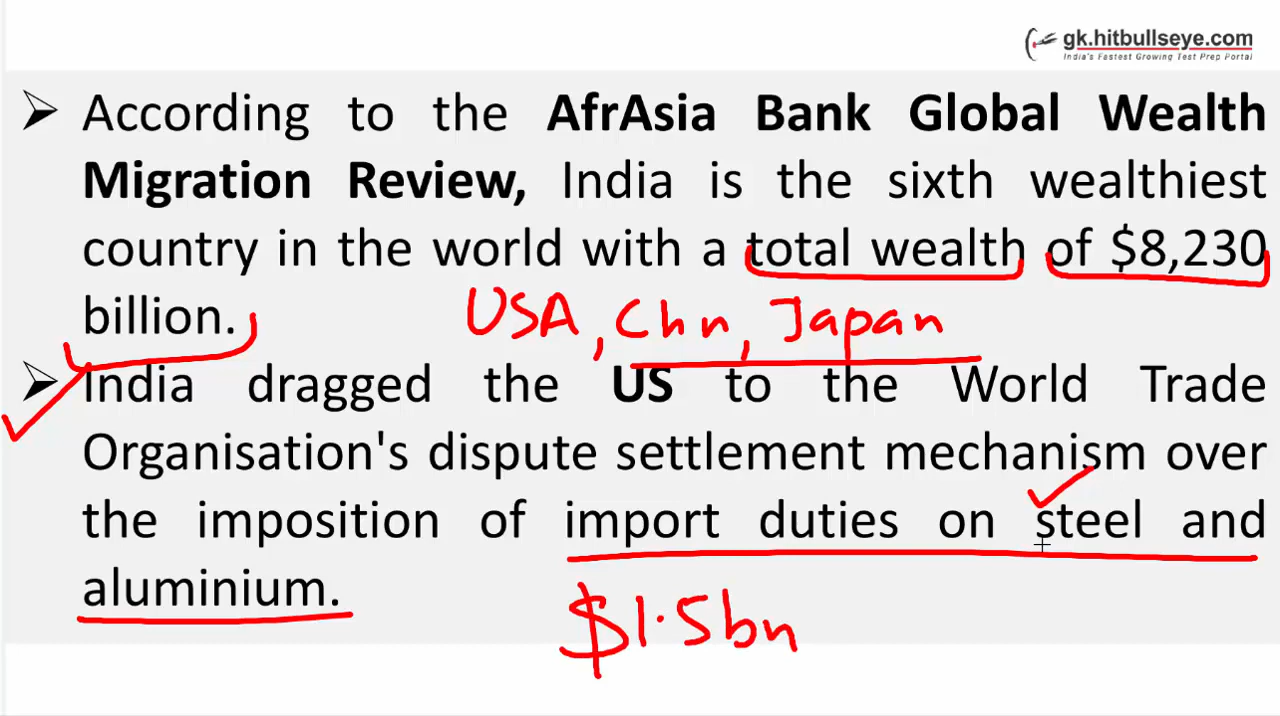 gk.hitbullseye.com
India's Fastest Growing Test Prep Portal
According to the AfrAsia Bank Global Wealth
Migration Review, India is the sixth wealthiest
country in the world with a total wealth of $8,230
billion.
USA, Chn, Japan
India dragged the US to the World Trade
Organisation's dispute settlement mechanism over
the imposition of import duties on steel and
aluminium.
$1.5bn